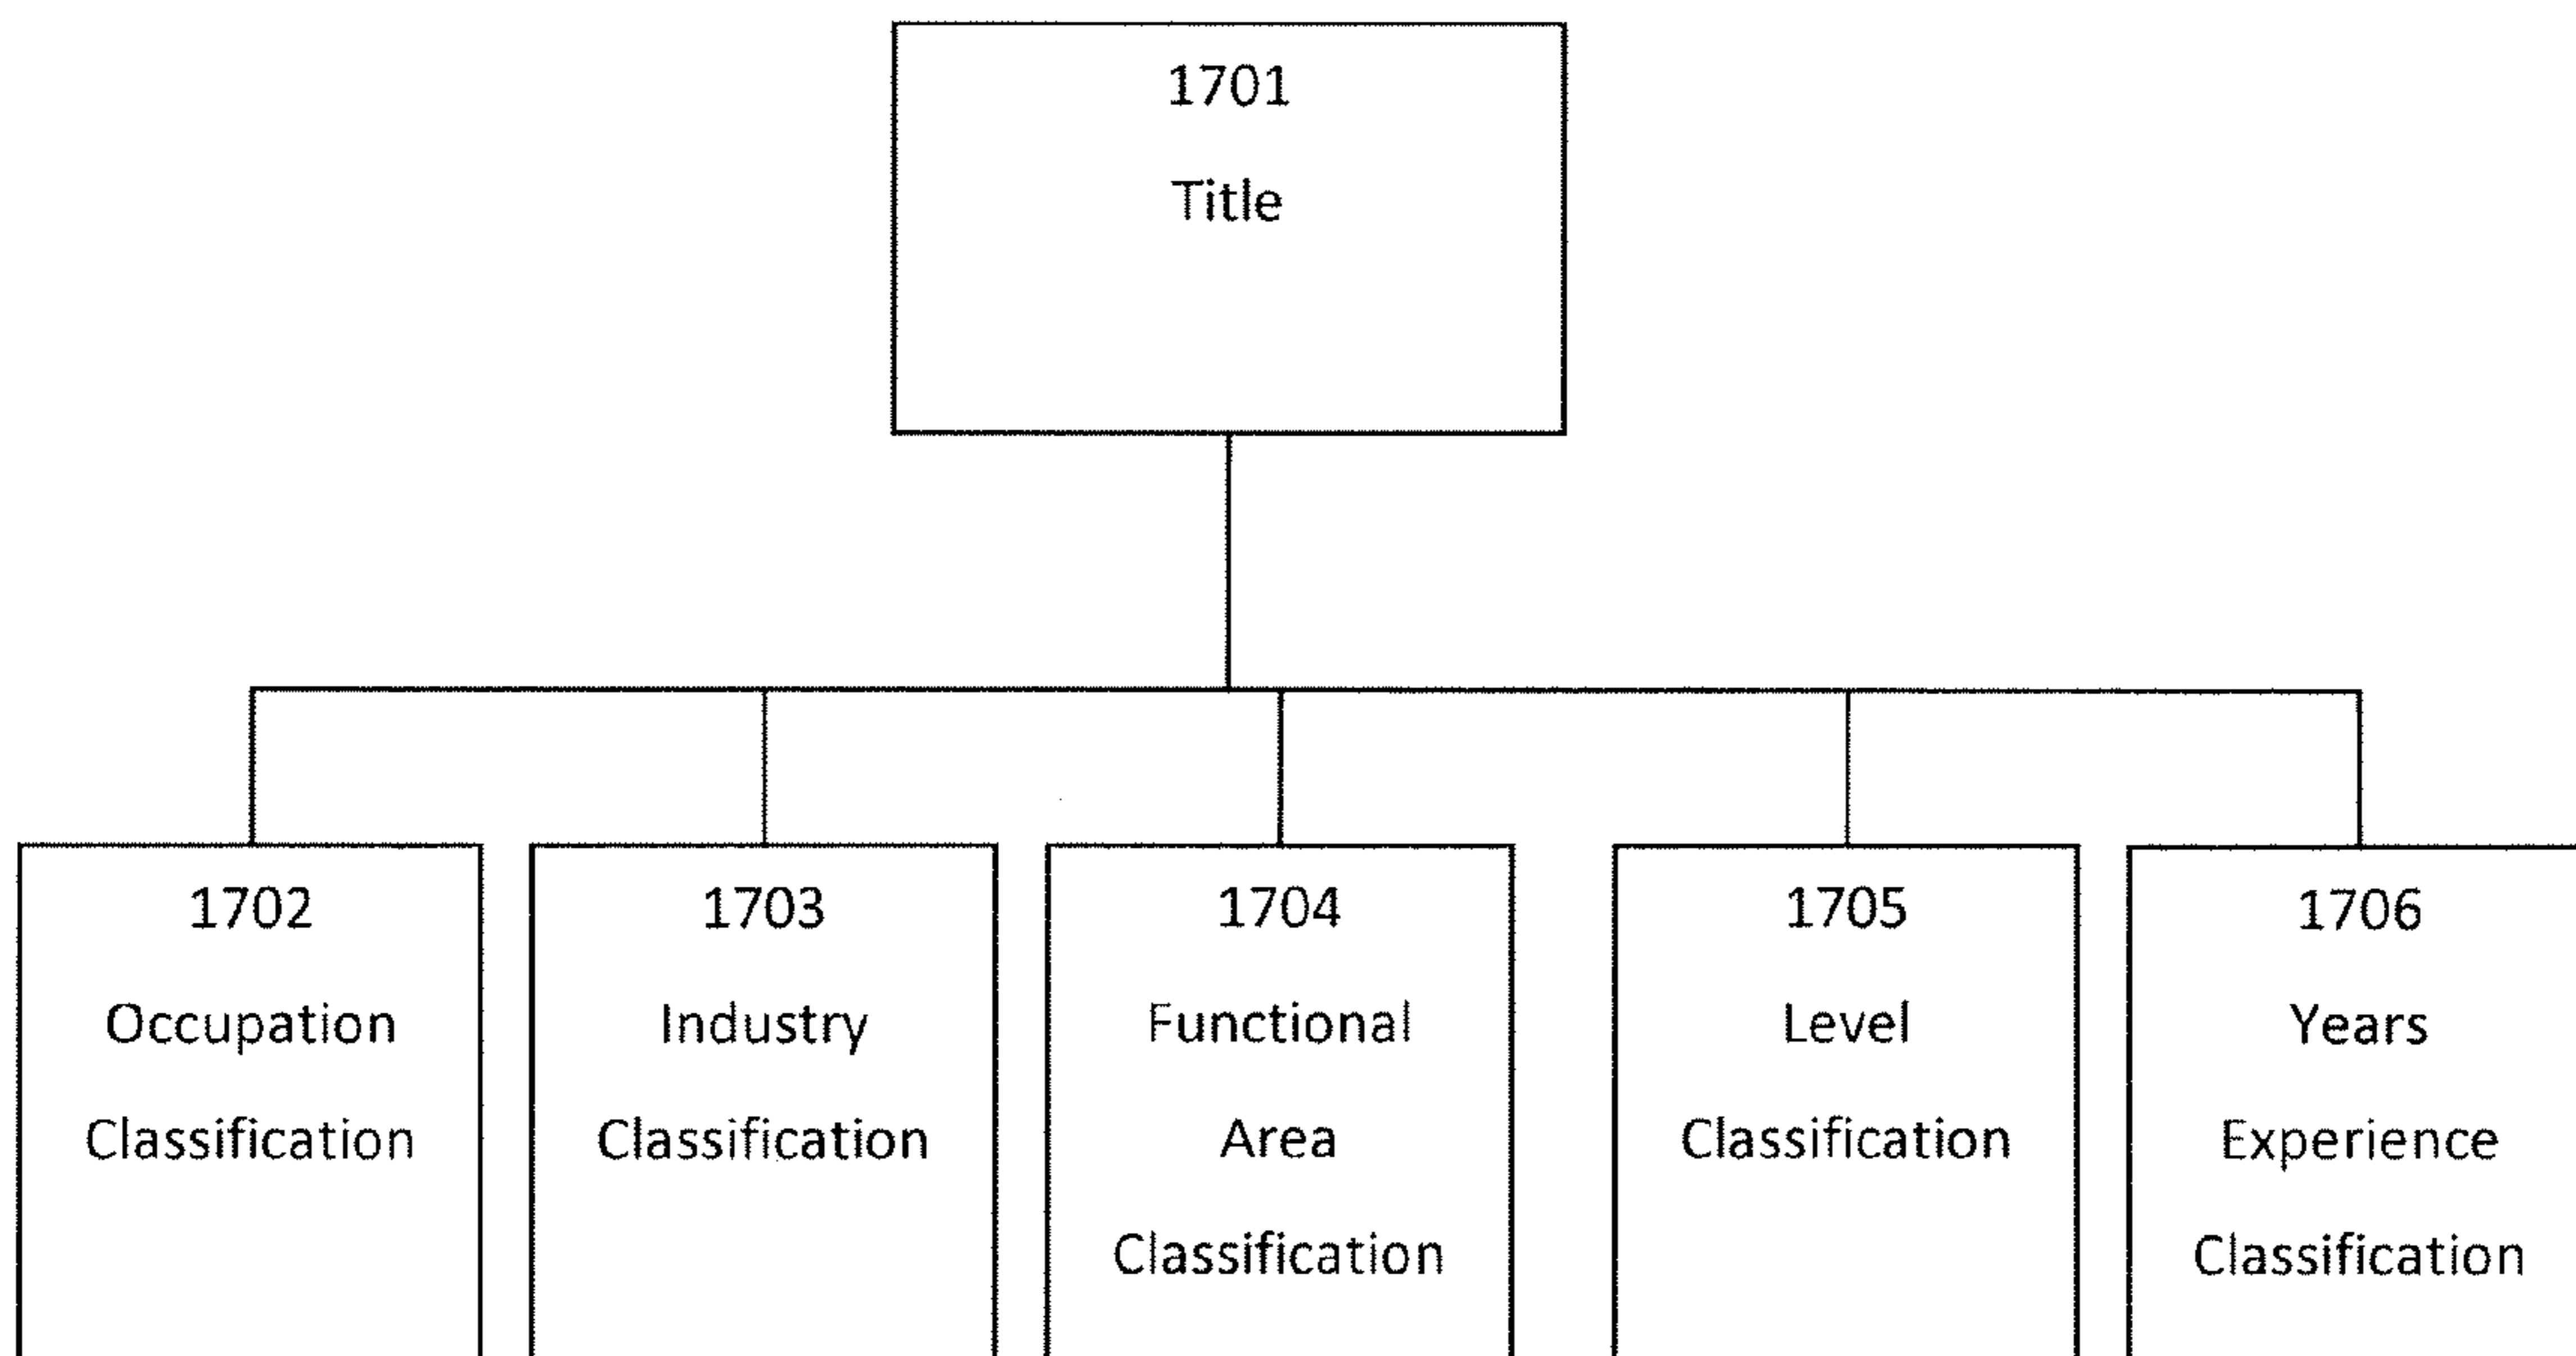 1701
Title
1702
Occupation
Classification
1703
Industry
Classification
1704
Functional
Area
Classification
1705
Level
Classification
1706
Years
Experience
Classification